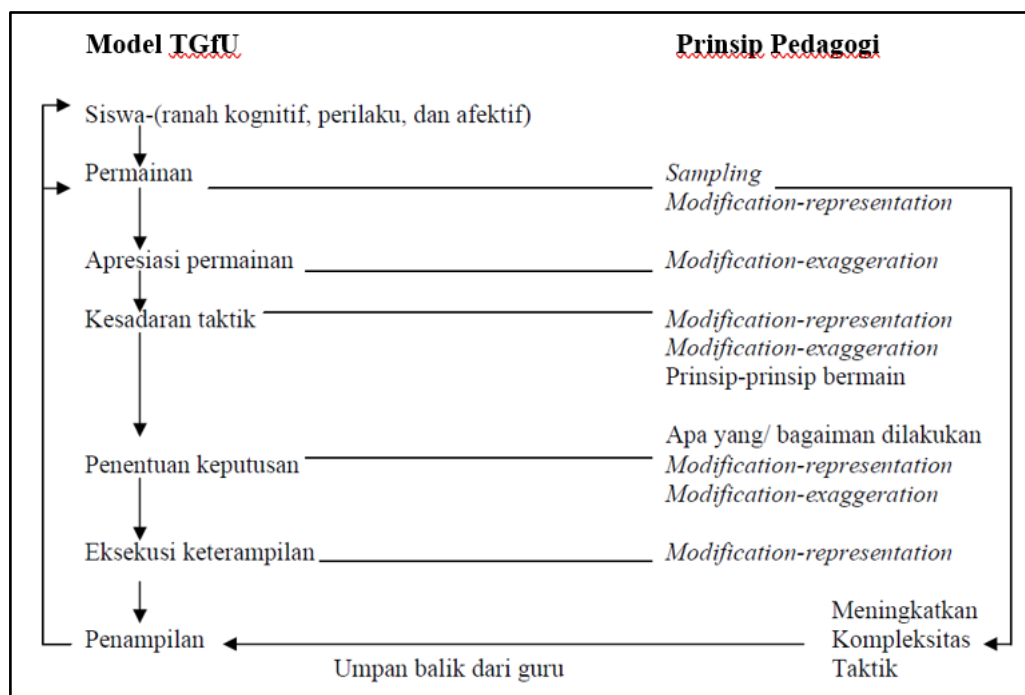 Model TGfU
Prinsip Pedagogi
Siswa-(ranah kognitif, perilaku, dan afektif)
Permainan
Sampling
Modification-representation
Apresiasi permainan
Modification-exaggeration
Kesadaran taktik
Modification-representation
Modification-exaggeration
Prinsip-prinsip bermain
Apa yang/ bagaiman dilakukan
Penentuan keputusan
Modification-representation
Modification-exaggeration
Eksekusi keterampilan
Modification-representation
Penampilan
Meningkatkan
Kompleksitas
Taktik
Umpan balik dari guru